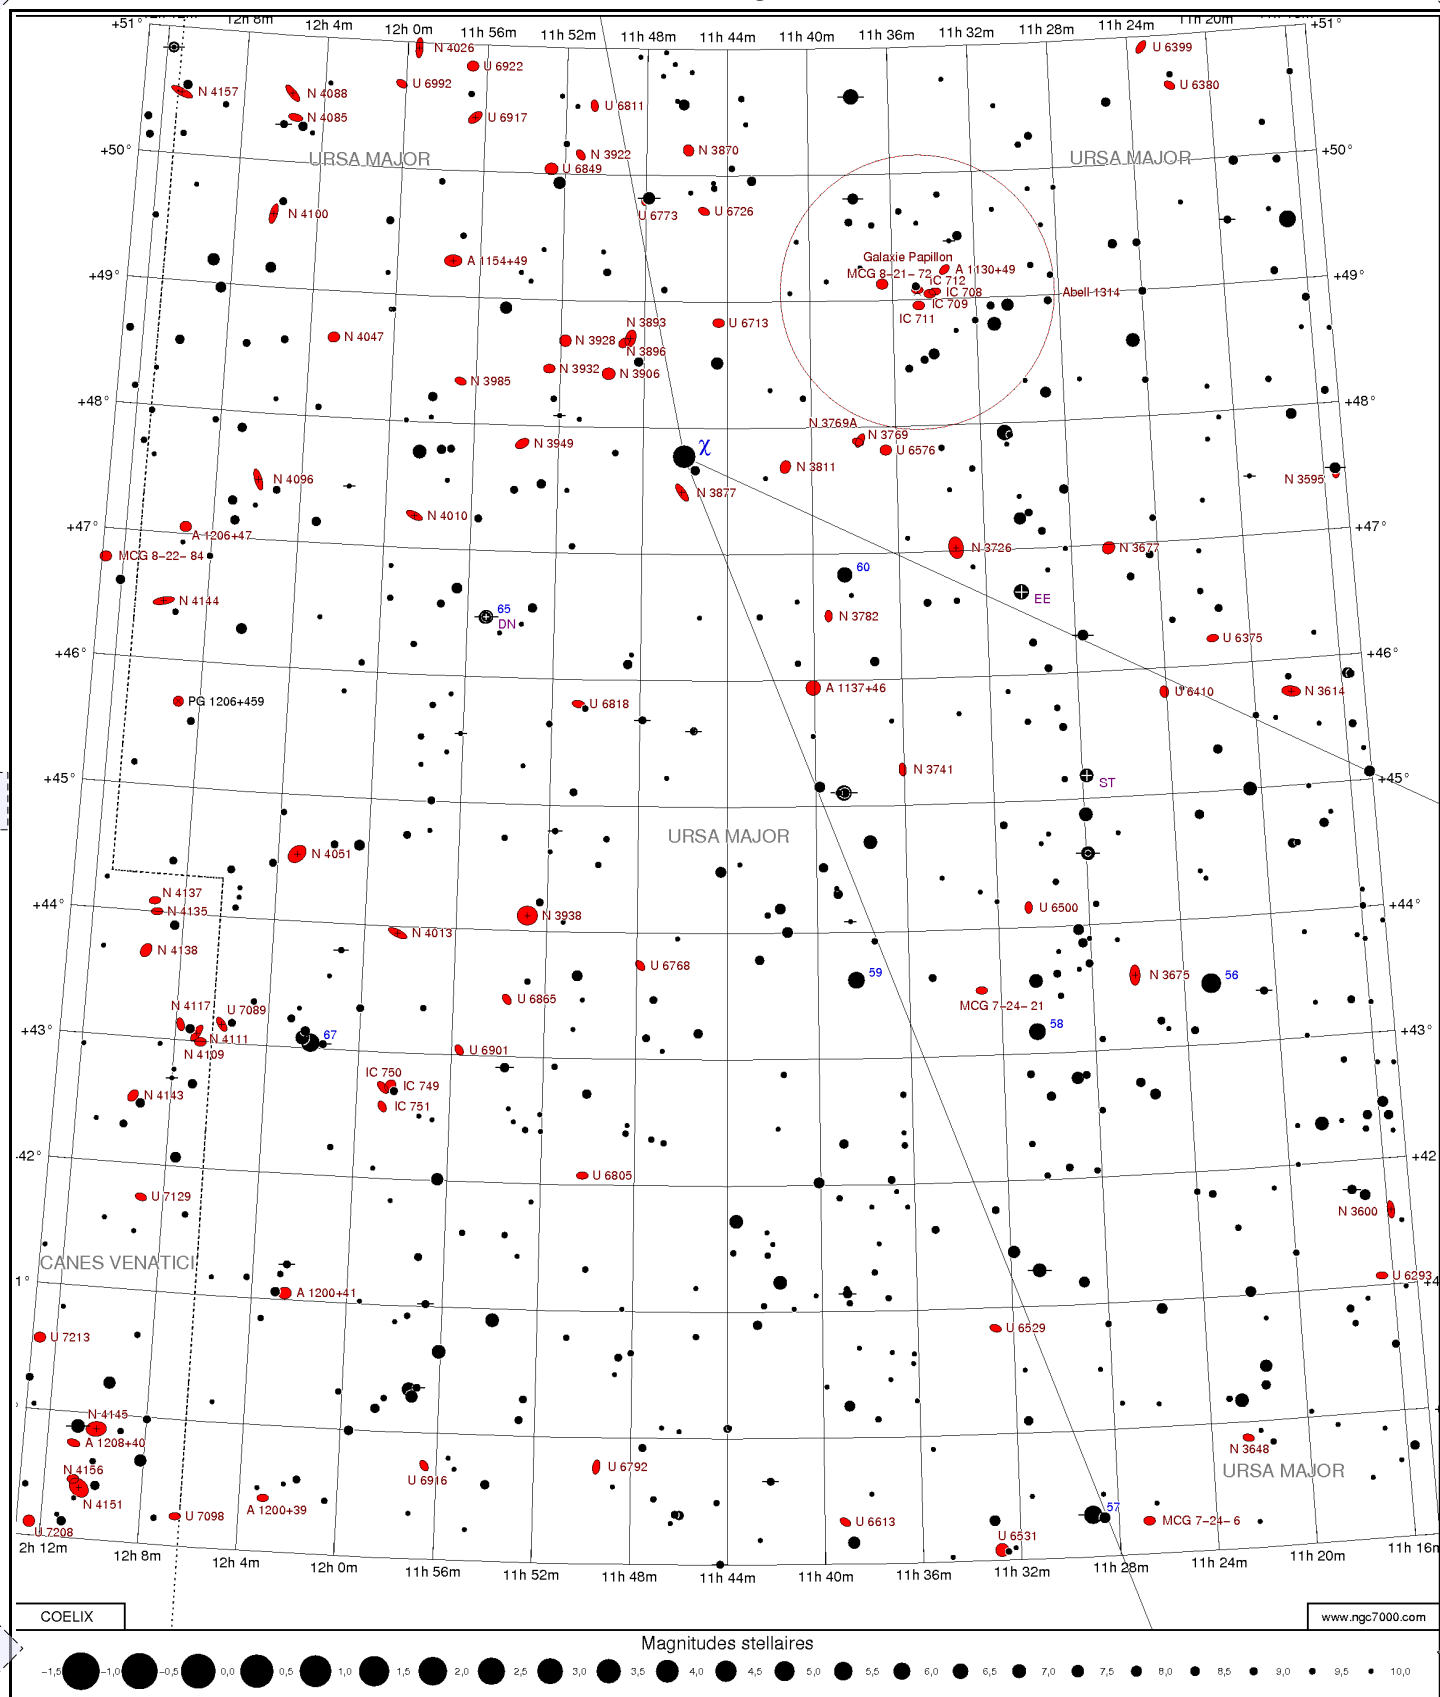 +51° 12h 8m 12h 4m 12h 0m 11h 56m 11h 52m 11h 48m 11h 44m 11h 40m 11h 36m 11h 32m 11h 28m 11h 24m 11h 20m +51°
N 4026 U 6399
U 6922
U 6992 U 6380
N 4157 N 4088
U 6811
N 4085 U 6917
+50° N 3922 N 3870 +50°
URSA MAJOR URSA MAJOR
U 6849
N 4100 U 6773 U 6726
Galaxie Papillon
A 1154+49 A 1130+49
+49° MCG 8-21-72 +49°
IC 712
IC 708 Abell 1314
IC 709
IC 711
N 3893 U 6713
N 4047 N 3928
N 3896
N 3932 N 3906
N 3985
+48° +48°
N 3769A
N 3769
N 3949 χ U 6576
N 3811
N 4096 N 3877 N 3595
N 4010
+47° +47°
A 1206+47
N 3726 N 3677
MCG 8-22-84
60
N 4144 65 EE
DN N 3782
U 6375
+46° +46°
A 1137+46 U 6410 N 3614
PG 1206+459 U 6818
N 3741
+45° ST +45°
URSA MAJOR
N 4051
N 4137
+44° N 4135 N 3938 U 6500 +44°
N 4013
N 4138 U 6768 59 N 3675 56
U 6865 MCG 7-24-21
N 4117 U 7089
+43° 67 58 +43°
N 4111
N 4109 U 6901
IC 750
IC 749
N 4143 IC 751
42° +42
U 6805
U 7129
N 3600
CANES VENATICI
1° U 6293
A 1200+41
U 7213 U 6529
N 4145
A 1208+40
N 3648
N 4156 U 6916 U 6792 URSA MAJOR
N 4151
A 1200+39
57
U 7098 U 6613 MCG 7-24-6
U 7208 U 6531
2h 12m 12h 8m 12h 4m 12h 0m 11h 56m 11h 52m 11h 48m 11h 44m 11h 40m 11h 36m 11h 32m 11h 28m 11h 24m 11h 20m 11h 16m
COELIX www.ngc7000.com
Magnitudes stellaires
-1,5 -1,0 -0,5 0,0 0,5 1,0 1,5 2,0 2,5 3,0 3,5 4,0 4,5 5,0 5,5 6,0 6,5 7,0 7,5 8,0 8,5 9,0 9,5 10,0